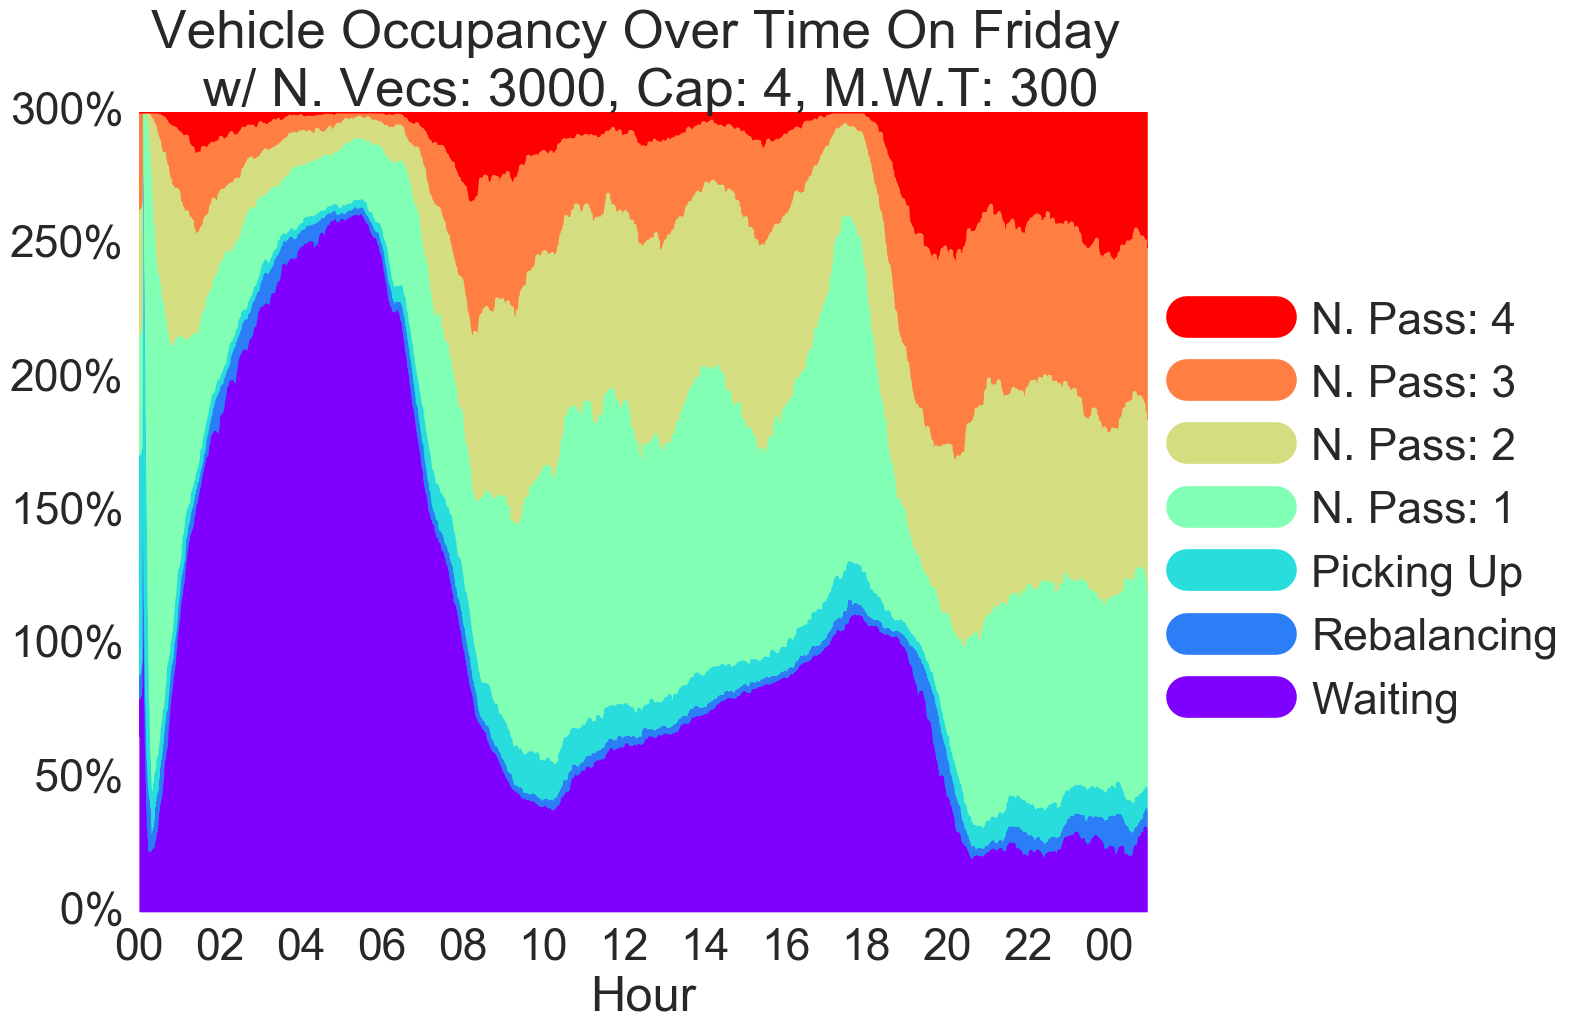 Vehicle Occupancy Over Time On Friday
w/ N. Vecs: 3000, Cap: 4, M.W.T: 300
300%
250%
200%
150%
100%
50%
0%
00 02 04 06 08 10 12 14 16 18 20 22 00
Hour
N. Pass: 4
N. Pass: 3
N. Pass: 2
N. Pass: 1
Picking Up
Rebalancing
Waiting